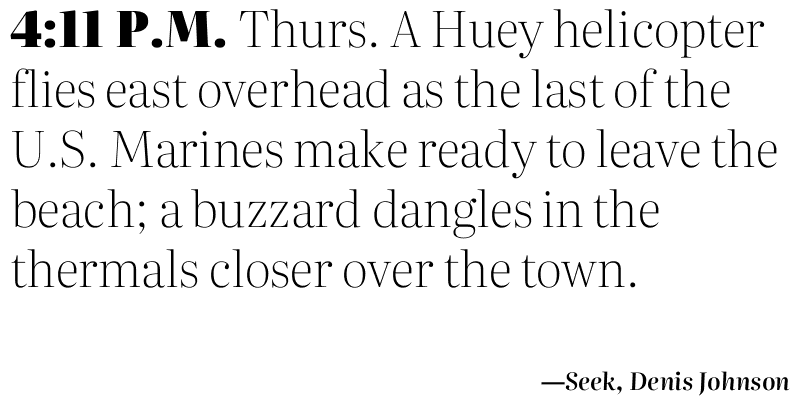 4:11 P.M. Thurs. A Huey helicopter
flies east overhead as the last of the
U.S. Marines make ready to leave the
beach; a buzzard dangles in the
thermals closer over the town.
—Seek, Denis Johnson